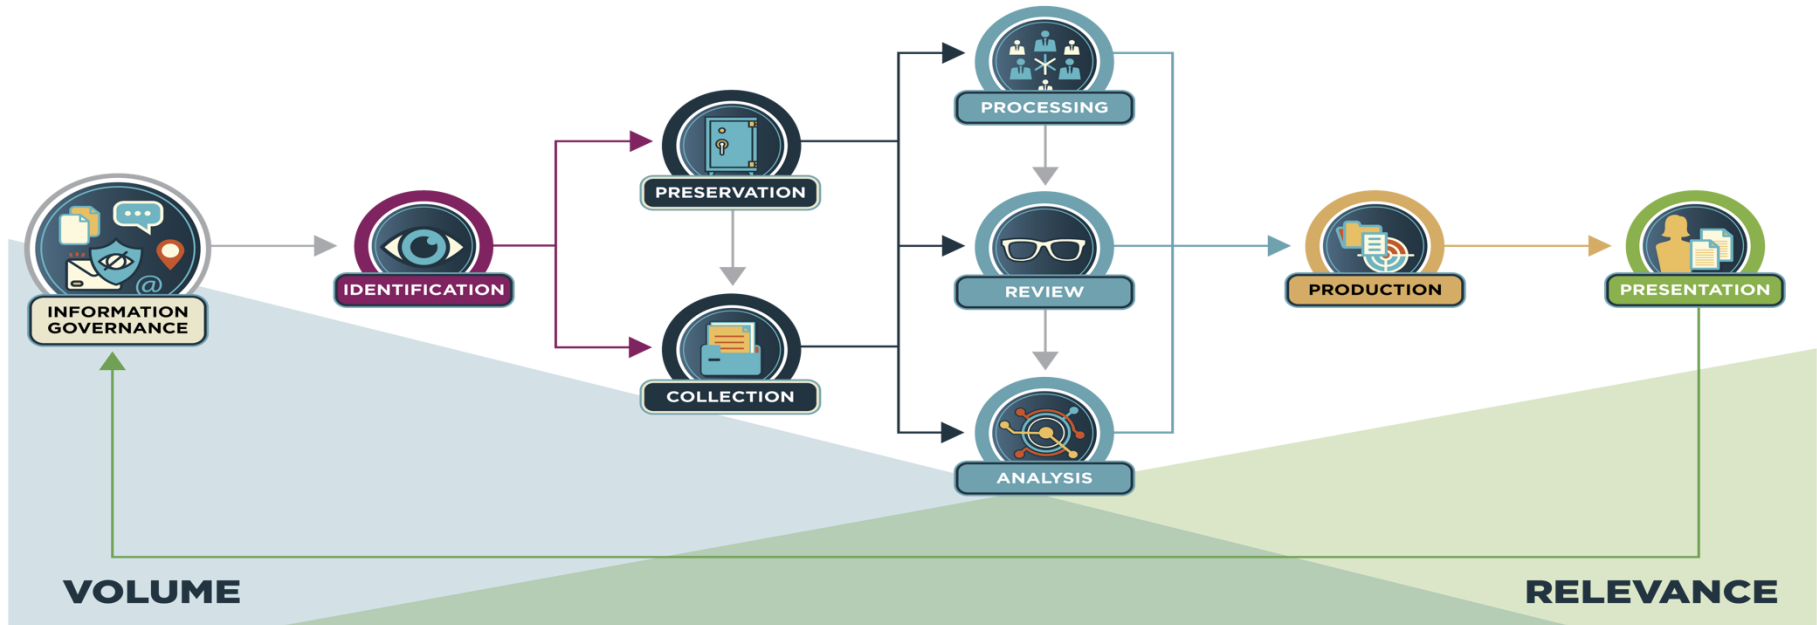 INFORMATION
GOVERNANCE
IDENTIFICATION
PRESERVATION
COLLECTION
PROCESSING
REVIEW
ANALYSIS
PRODUCTION
PRESENTATION
VOLUME
RELEVANCE